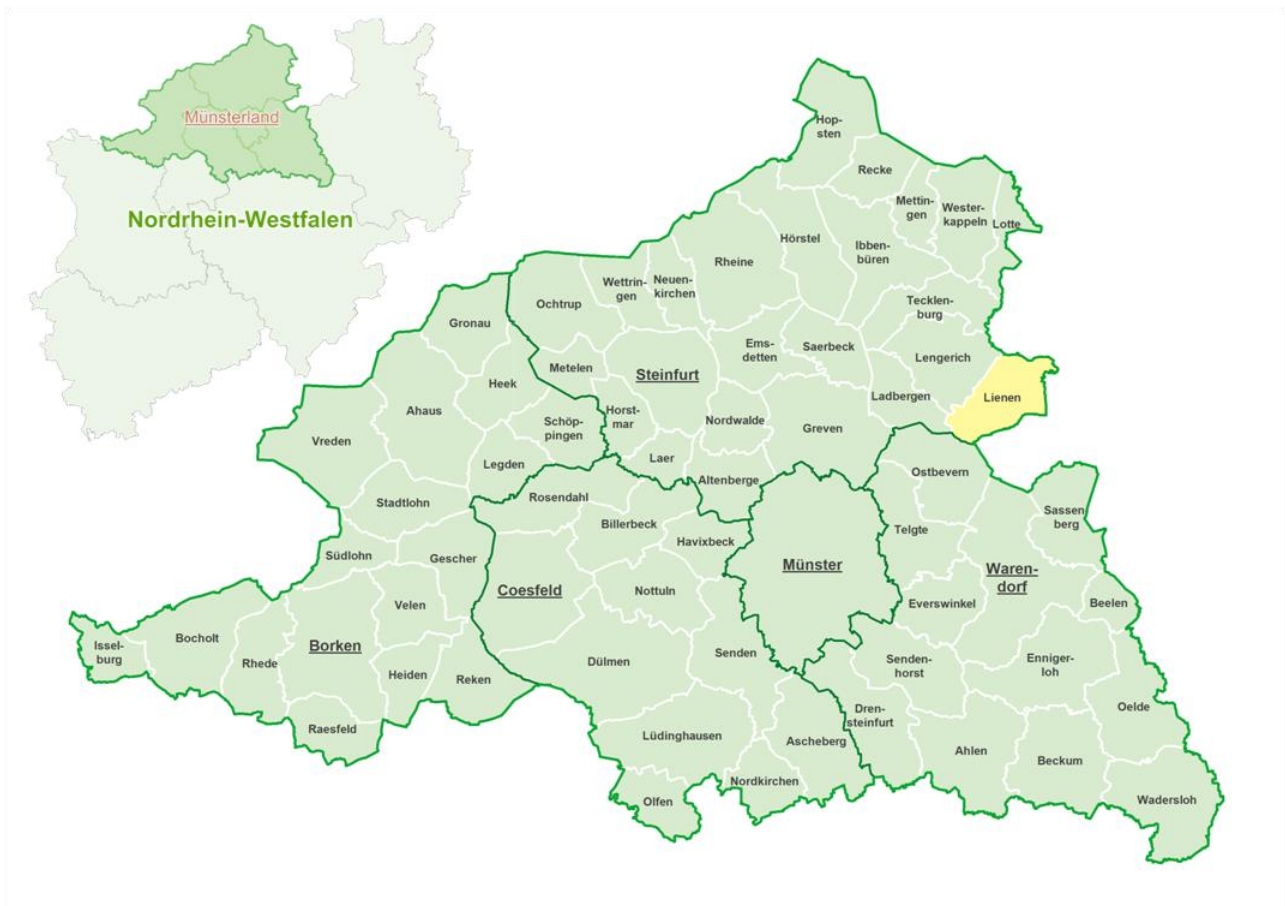 Münsterland
Nordrhein-Westfalen
Hop-
sten
Recke
Mettin-
gen
Wester-
kappeln
Lotte
Hörstel
Ibben-
büren
Rheine
Neuen-
kirchen
Wettrin-
gen
Ochtrup
Tecklen-
burg
Gronau
Ems-
detten
Saerbeck
Lengerich
Metelen
Steinfurt
Heek
Ladbergen
Lienen
Ahaus
Horst-
mar
Nordwalde
Greven
Schöp-
pingen
Vreden
Laer
Legden
Altenberge
Ostbevern
Stadtlohn
Rosendahl
Billerbeck
Sassen
berg
Telgte
Havixbeck
Südlohn
Gescher
Münster
Waren-
dorf
Coesfeld
Nottuln
Velen
Everswinkel
Beelen
Bocholt
Issel-
burg
Rhede
Borken
Senden
Dülmen
Heiden
Reken
Senden-
horst
Enniger-
loh
Oelde
Raesfeld
Dren-
steinfurt
Lüdinghausen
Ascheberg
Ahlen
Beckum
Nordkirchen
Olfen
Wadersloh